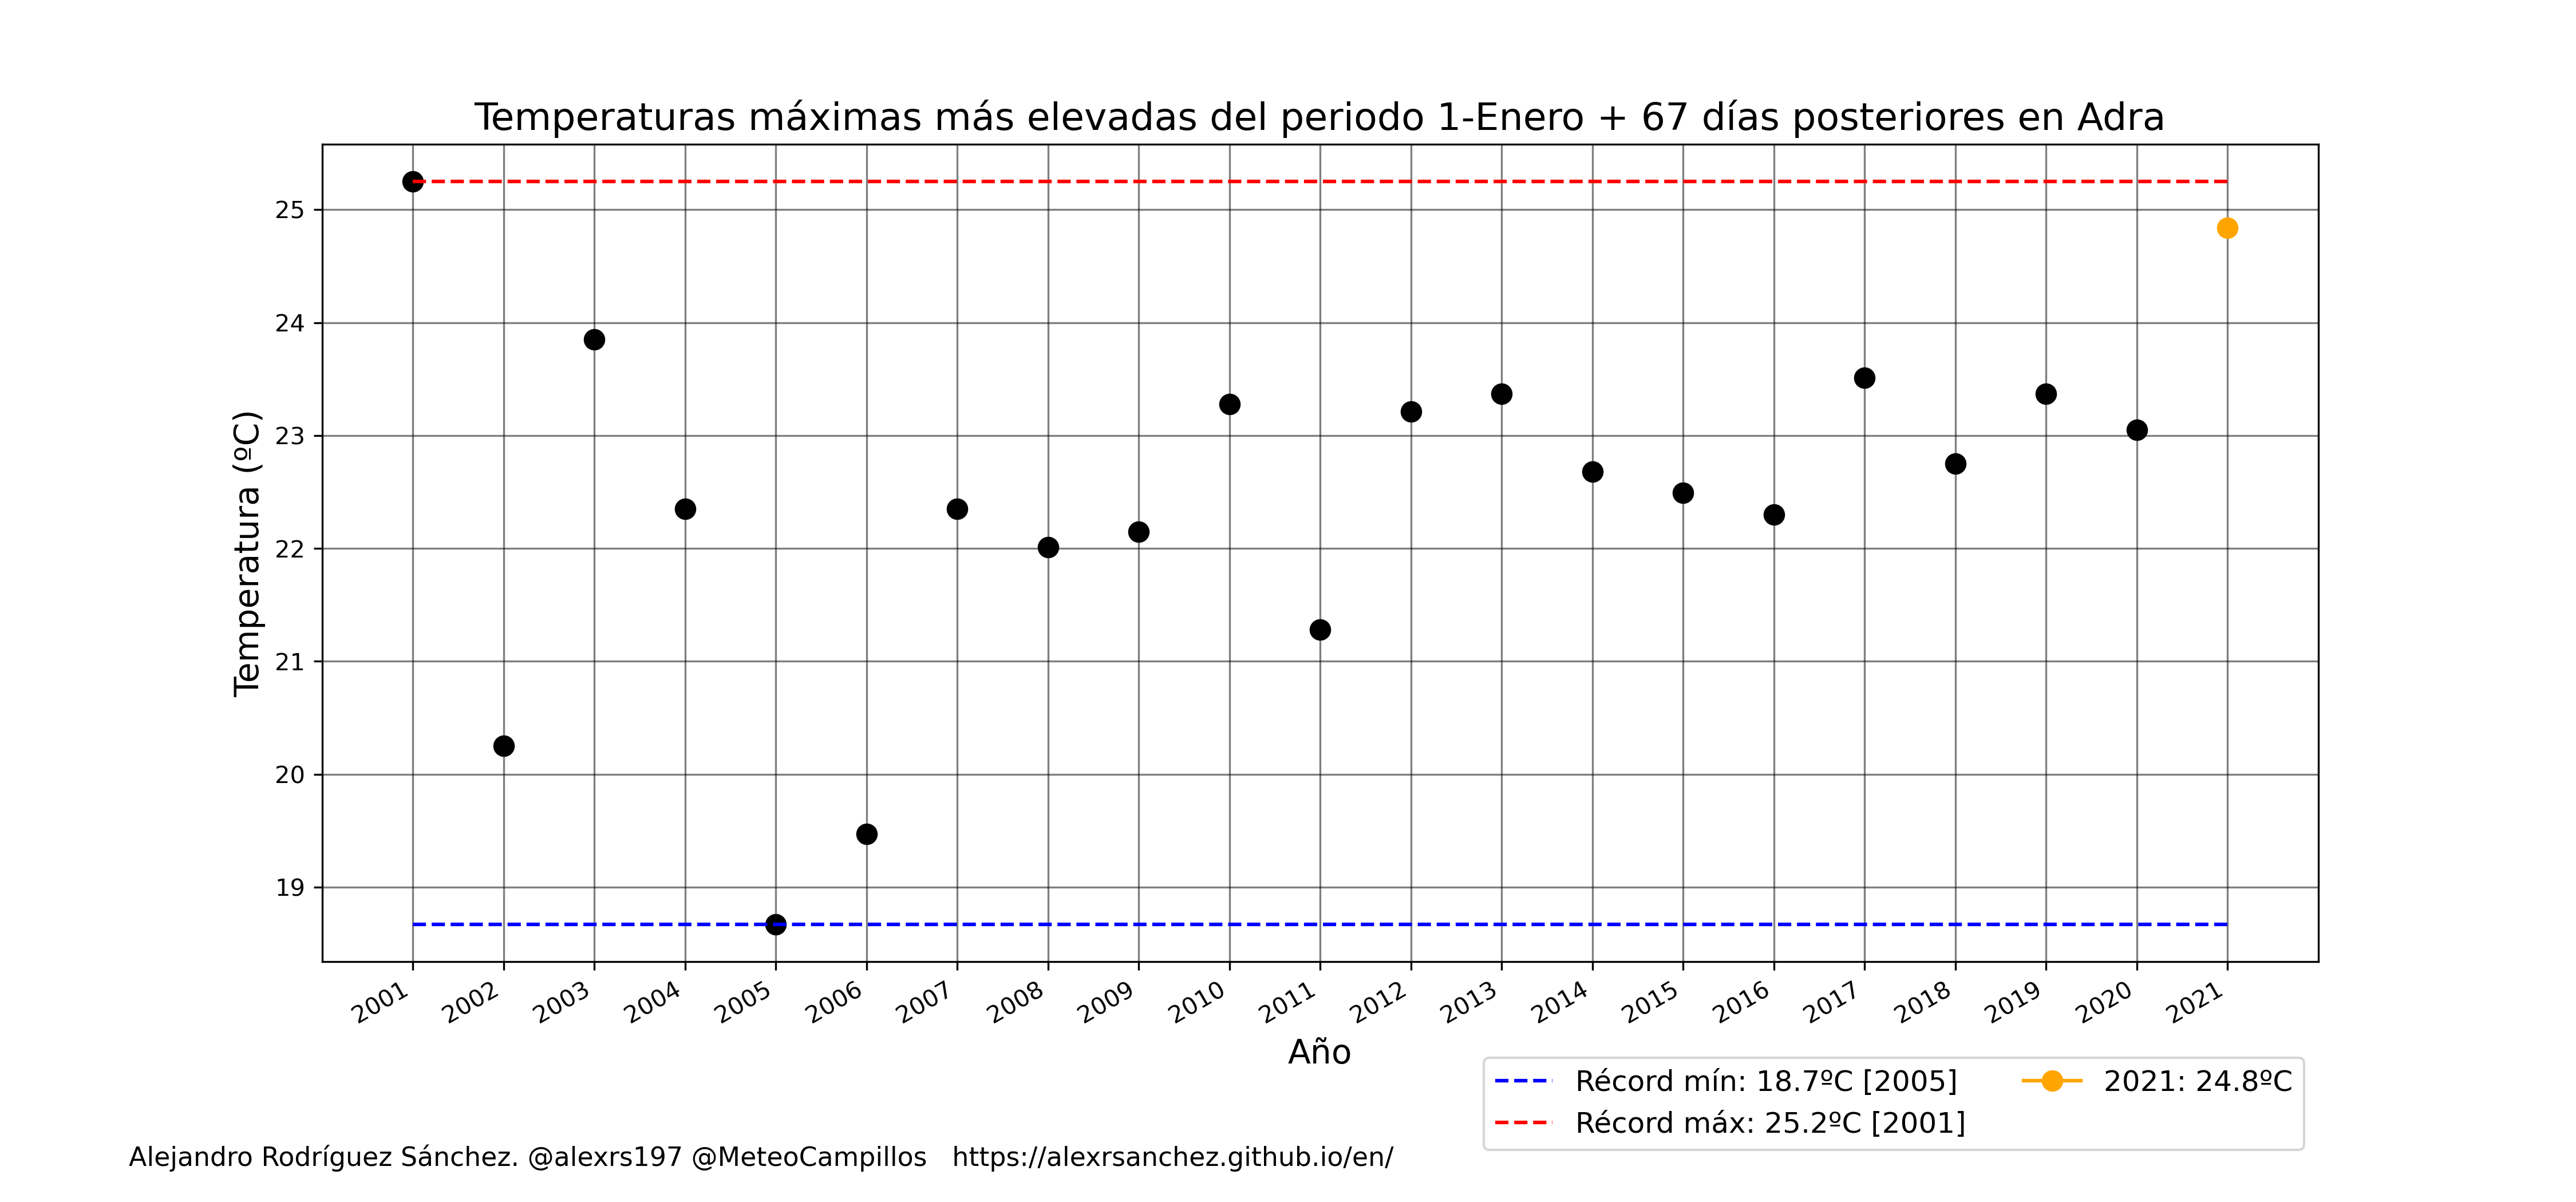 Temperaturas máximas más elevadas del periodo 1-Enero + 67 días posteriores en Adra
Temperatura (ºC)
25
24
23
22
21
20
19
2001 2002 2003 2004 2005 2006 2007 2008 2009 2010 2011 2012 2013 2014 2015 2016 2017 2018 2019 2020 2021
Año
Récord mín: 18.7ºC [2005]
Récord máx: 25.2ºC [2001]
2021: 24.8ºC
Alejandro Rodríguez Sánchez. @alexrs197 @MeteoCampillos https://alexrsanchez.github.io/en/